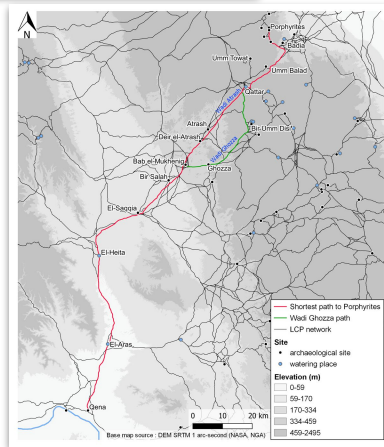 N
Porphyrites
Badia
Umm Towat
Umm Balad
Qattar
Wadi Atrash
Atrash
Bir-Umm Dis
Deir el-Atrash
Wadi Ghozza
Bab el-Mukhenig
Ghozza
Bir Salah
El-Saqqia
El-Heita
El-Aras
Qena
Shortest path to Porphyrites
Wadi Ghozza path
LCP network
Site
archaeological site
watering place
Elevation (m)
0-59
59-170
170-334
334-459
459-2495
0 10 20 km
Base map source : DEM SRTM 1 arc-second (NASA, NGA)